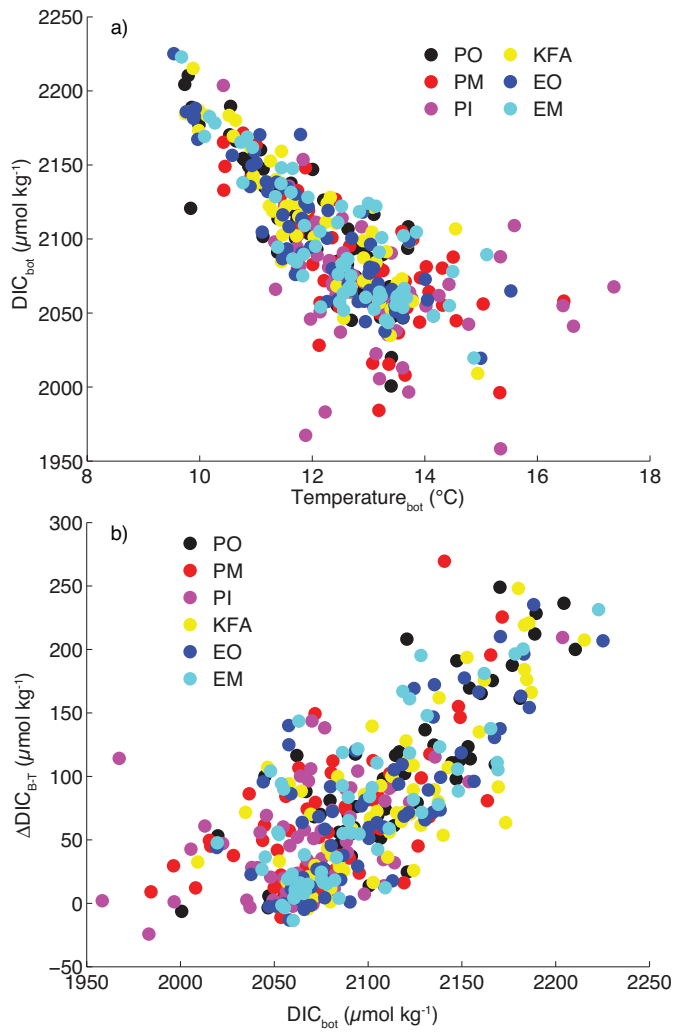 a)
PO
PM
PI
KFA
EO
EM
2250
2200
2150
2100
2050
2000
1950
DIC_bot (µmol kg⁻¹)
8
10
12
14
16
18
Temperature_bot (°C)
b)
PO
PM
PI
KFA
EO
EM
300
250
200
150
100
50
0
−50
ΔDIC_B-T (µmol kg⁻¹)
1950
2000
2050
2100
2150
2200
2250
DIC_bot (µmol kg⁻¹)